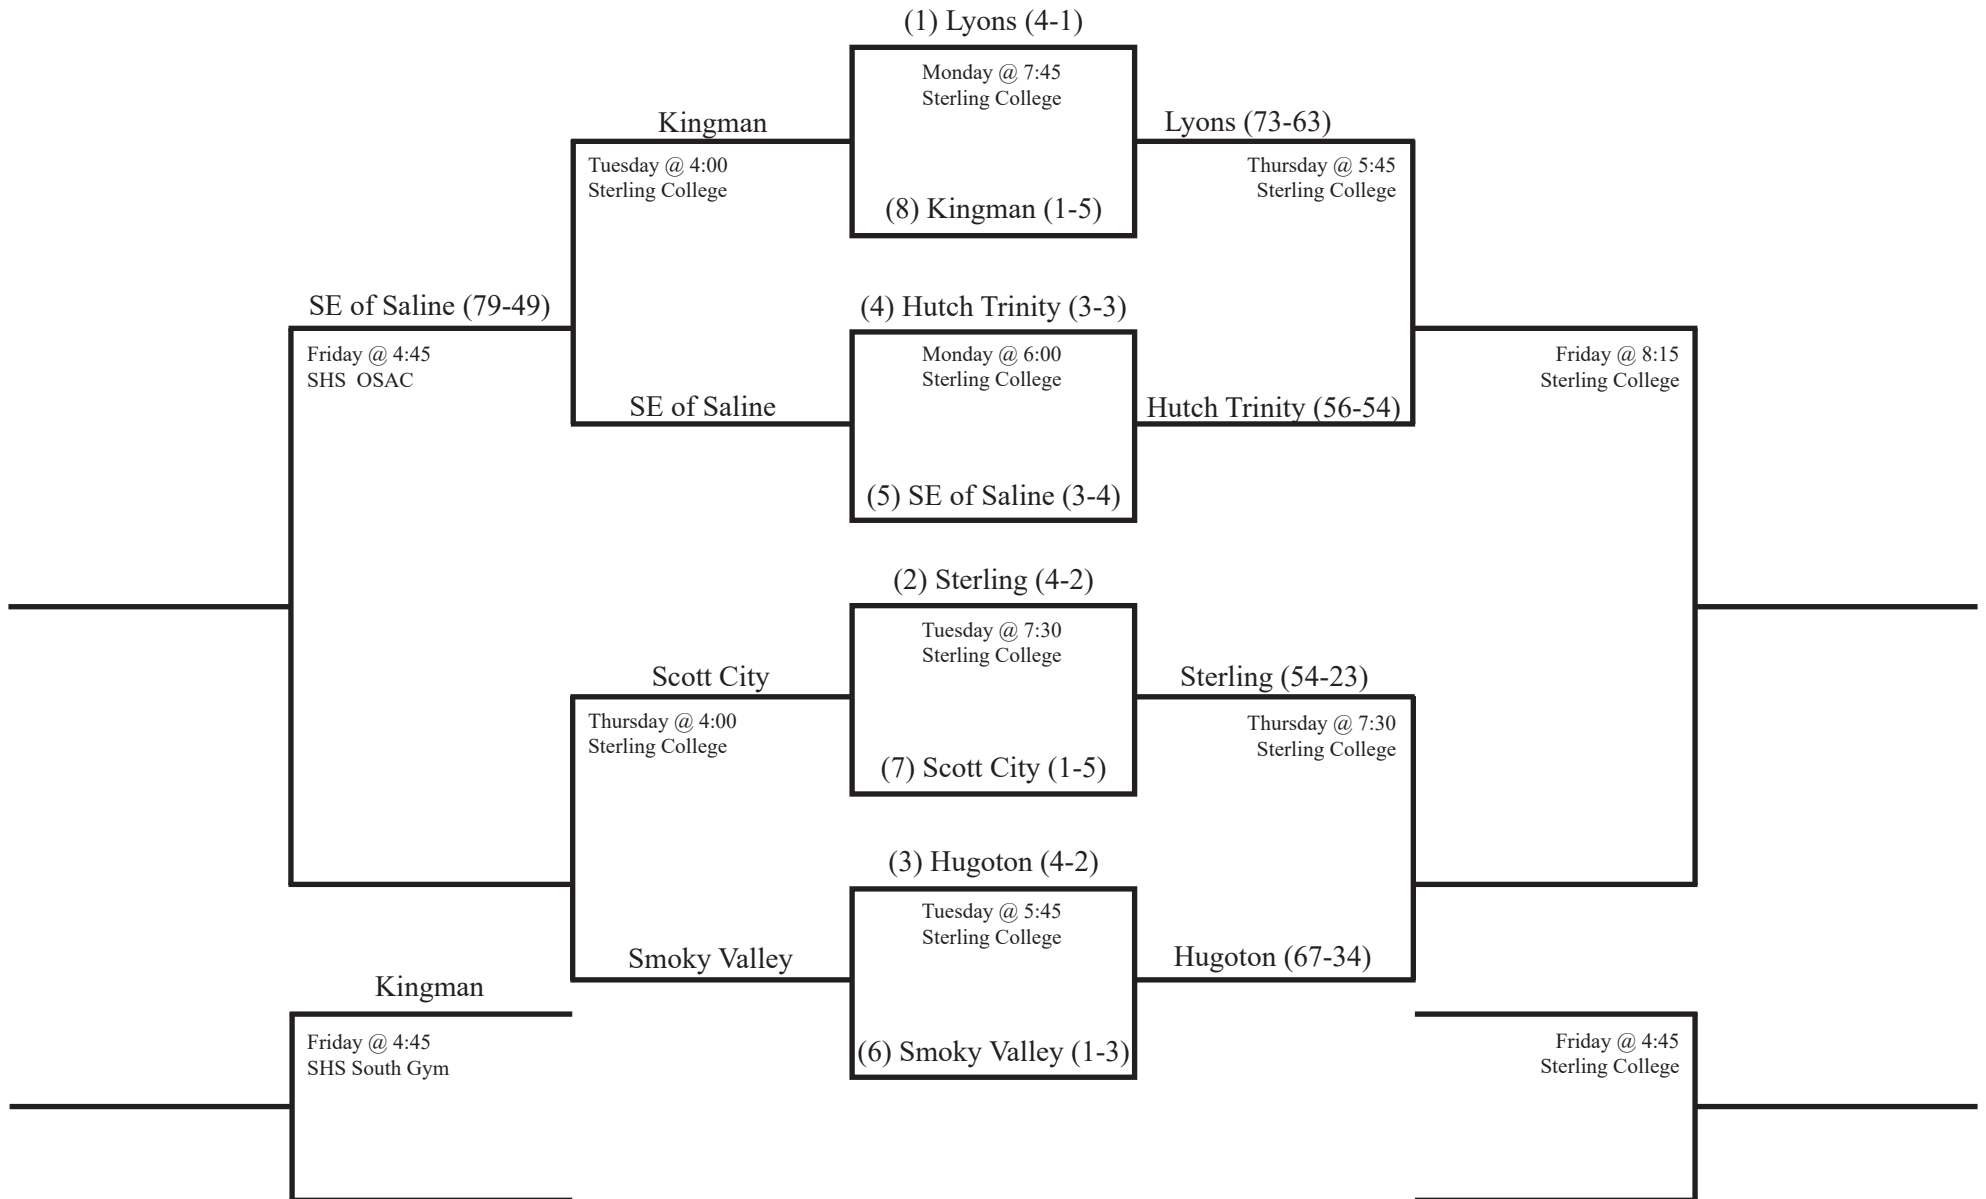 (1) Lyons (4-1)
Monday @ 7:45
Sterling College
Kingman
Lyons (73-63)
Tuesday @ 4:00
Sterling College
Thursday @ 5:45
Sterling College
(8) Kingman (1-5)
SE of Saline (79-49)
(4) Hutch Trinity (3-3)
Friday @ 4:45
SHS OSAC
Monday @ 6:00
Sterling College
Friday @ 8:15
Sterling College
SE of Saline
Hutch Trinity (56-54)
(5) SE of Saline (3-4)
(2) Sterling (4-2)
Tuesday @ 7:30
Sterling College
Scott City
Sterling (54-23)
Thursday @ 4:00
Sterling College
Thursday @ 7:30
Sterling College
(7) Scott City (1-5)
(3) Hugoton (4-2)
Tuesday @ 5:45
Sterling College
Smoky Valley
Hugoton (67-34)
Kingman
Friday @ 4:45
SHS South Gym
(6) Smoky Valley (1-3)
Friday @ 4:45
Sterling College